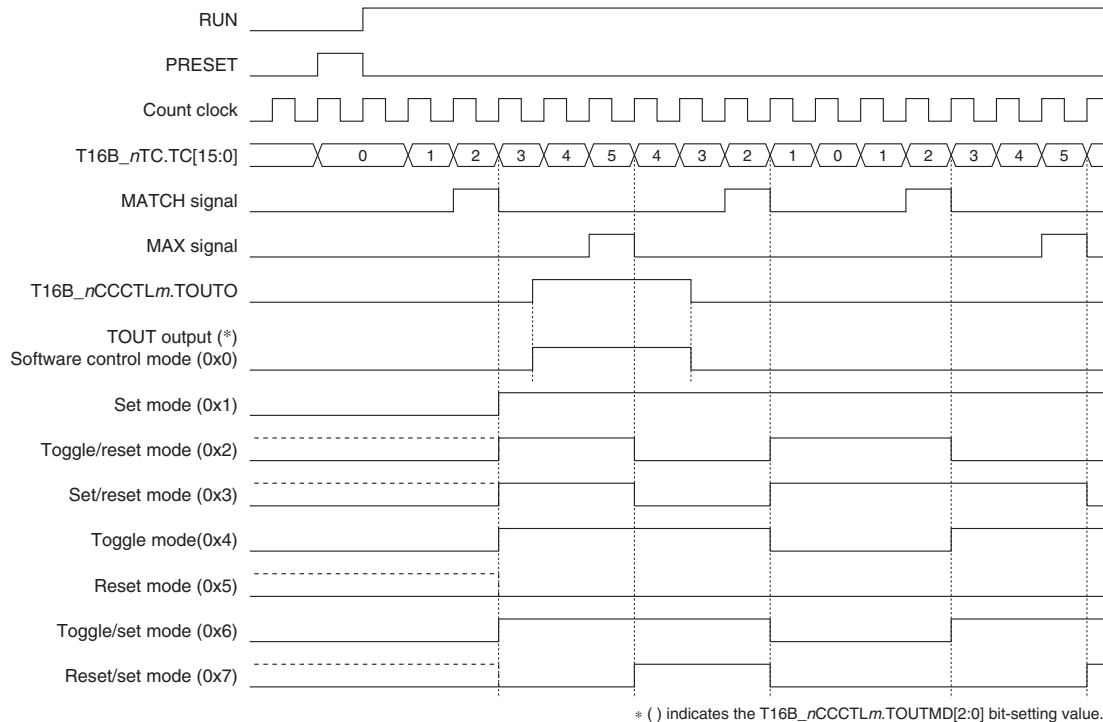 RUN
PRESET
Count clock
T16B_nTC.TC[15:0] 0 1 2 3 4 5 4 3 2 1 0 1 2 3 4 5
MATCH signal
MAX signal
T16B_nCCCTLm.TOUTO
TOUT output (*)
Software control mode (0x0)
Set mode (0x1)
Toggle/reset mode (0x2)
Set/reset mode (0x3)
Toggle mode(0x4)
Reset mode (0x5)
Toggle/set mode (0x6)
Reset/set mode (0x7)
* ( ) indicates the T16B_nCCCTLm.TOUTMD[2:0] bit-setting value.